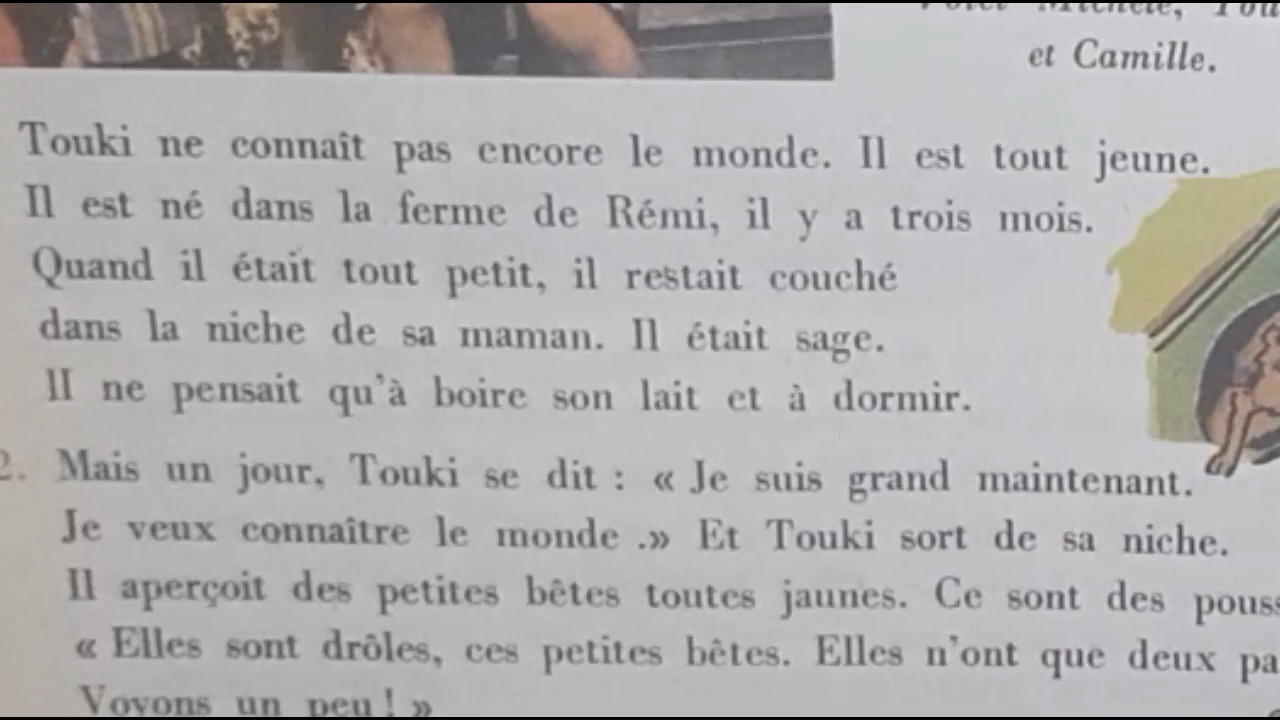 et Camille.
Touki ne connaît pas encore le monde. Il est tout jeune.
Il est né dans la ferme de Rémi, il y a trois mois.
Quand il était tout petit, il restait couché
dans la niche de sa maman. Il était sage.
Il ne pensait qu'à boire son lait et à dormir.
2. Mais un jour, Touki se dit : « Je suis grand maintenant.
Je veux connaître le monde .» Et Touki sort de sa niche.
Il aperçoit des petites bêtes toutes jaunes. Ce sont des
« Elles sont drôles, ces petites bêtes. Elles n'ont que deux
Voyons un peu ! »